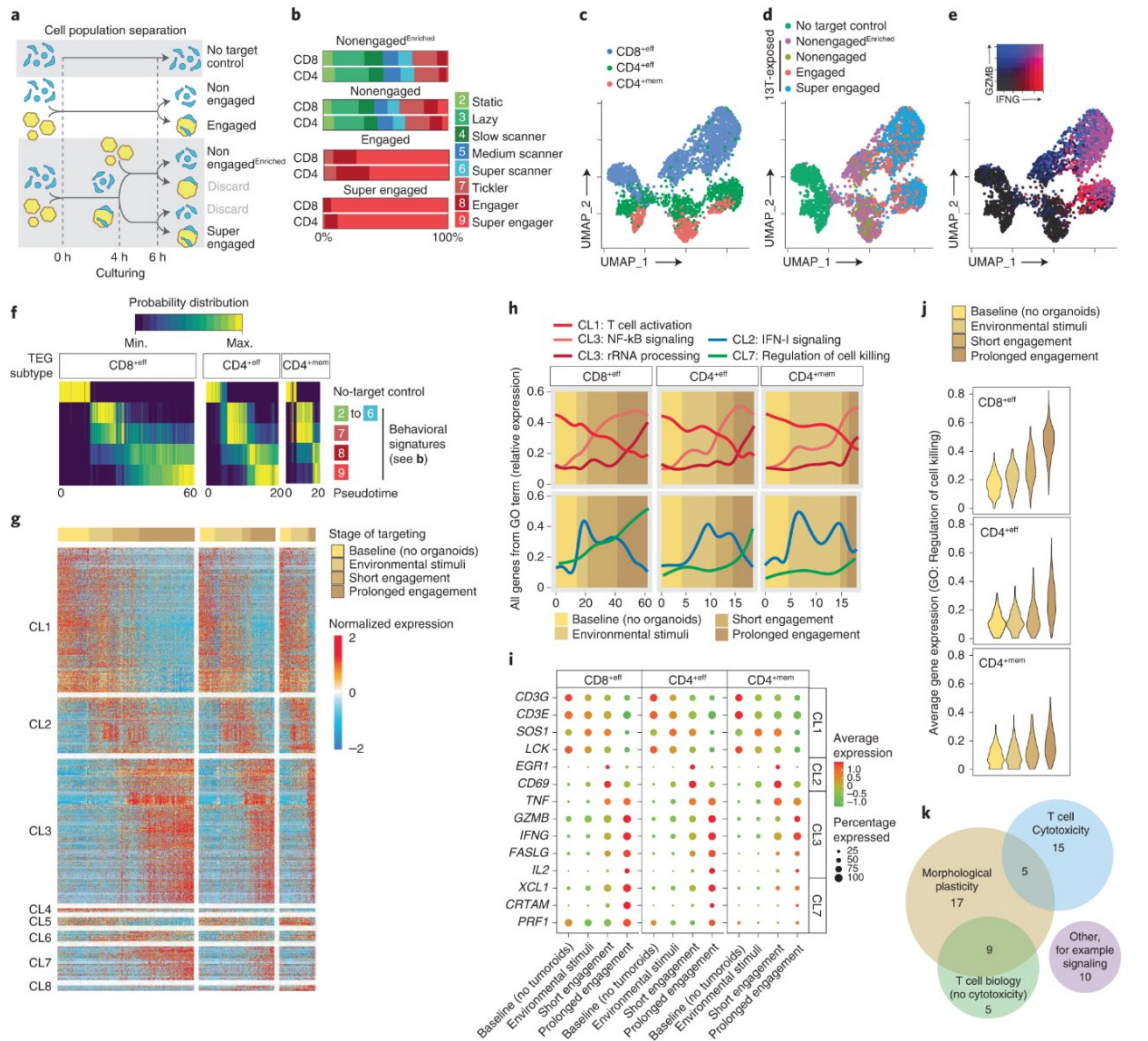 a
Cell population separation
No target
control
Non
engaged
Engaged
Non
engagedEnriched
Discard
Discard
Super
engaged
0 h
4 h
6 h
Culturing
b
NonengagedEnriched
CD8
CD4
Nonengaged
CD8
CD4
Engaged
CD8
CD4
Super engaged
CD8
CD4
0%
100%
2 Static
3 Lazy
4 Slow scanner
5 Medium scanner
6 Super scanner
7 Tickler
8 Engager
9 Super engager
c
CD8+eff
CD4+eff
CD4+mem
UMAP_2
UMAP_1
d
13T-exposed
No target control
NonengagedEnriched
Nonengaged
Engaged
Super engaged
UMAP_2
UMAP_1
e
GZMB
IFNG
UMAP_2
UMAP_1
f
Probability distribution
Min.
Max.
TEG
subtype
CD8+eff
CD4+eff
CD4+mem
No-target control
2 to 6
7
8
9
Behavioral
signatures
(see b)
0
60
0
20
0
20
Pseudotime
g
Stage of targeting
Baseline (no organoids)
Environmental stimuli
Short engagement
Prolonged engagement
Normalized expression
2
0
−2
CL1
CL2
CL3
CL4
CL5
CL6
CL7
CL8
h
CL1: T cell activation
CL3: NF-kB signaling
CL2: IFN-I signaling
CL3: rRNA processing
CL7: Regulation of cell killing
CD8+eff
CD4+eff
CD4+mem
All genes from GO term (relative expression)
0.6
0.4
0.2
0
0.6
0.4
0.2
0
0 10 20 30 40 50 60
0 5 10 15
0 5 10 15
Baseline (no organoids)
Short engagement
Environmental stimuli
Prolonged engagement
i
CD8+eff
CD4+eff
CD4+mem
CD3G
CD3E
SOS1
LCK
EGR1
CD69
TNF
GZMB
IFNG
FASLG
IL2
XCL1
CRTAM
PRF1
CL1
CL2
CL3
CL7
Average
expression
1.0
0.5
0
−0.5
−1.0
Percentage
expressed
25
50
75
100
Baseline (no tumoroids)
Environmental stimuli
Short engagement
Prolonged engagement
Baseline (no tumoroids)
Environmental stimuli
Short engagement
Prolonged engagement
Baseline (no tumoroids)
Environmental stimuli
Short engagement
Prolonged engagement
j
Baseline (no organoids)
Environmental stimuli
Short engagement
Prolonged engagement
Average gene expression (GO: Regulation of cell killing)
CD8+eff
0.8
0.6
0.4
0.2
0
CD4+eff
0.8
0.6
0.4
0.2
0
CD4+mem
0.8
0.6
0.4
0.2
0
k
T cell
Cytotoxicity
15
5
Morphological
plasticity
17
9
T cell biology
(no cytotoxicity)
5
Other,
for example
signaling
10